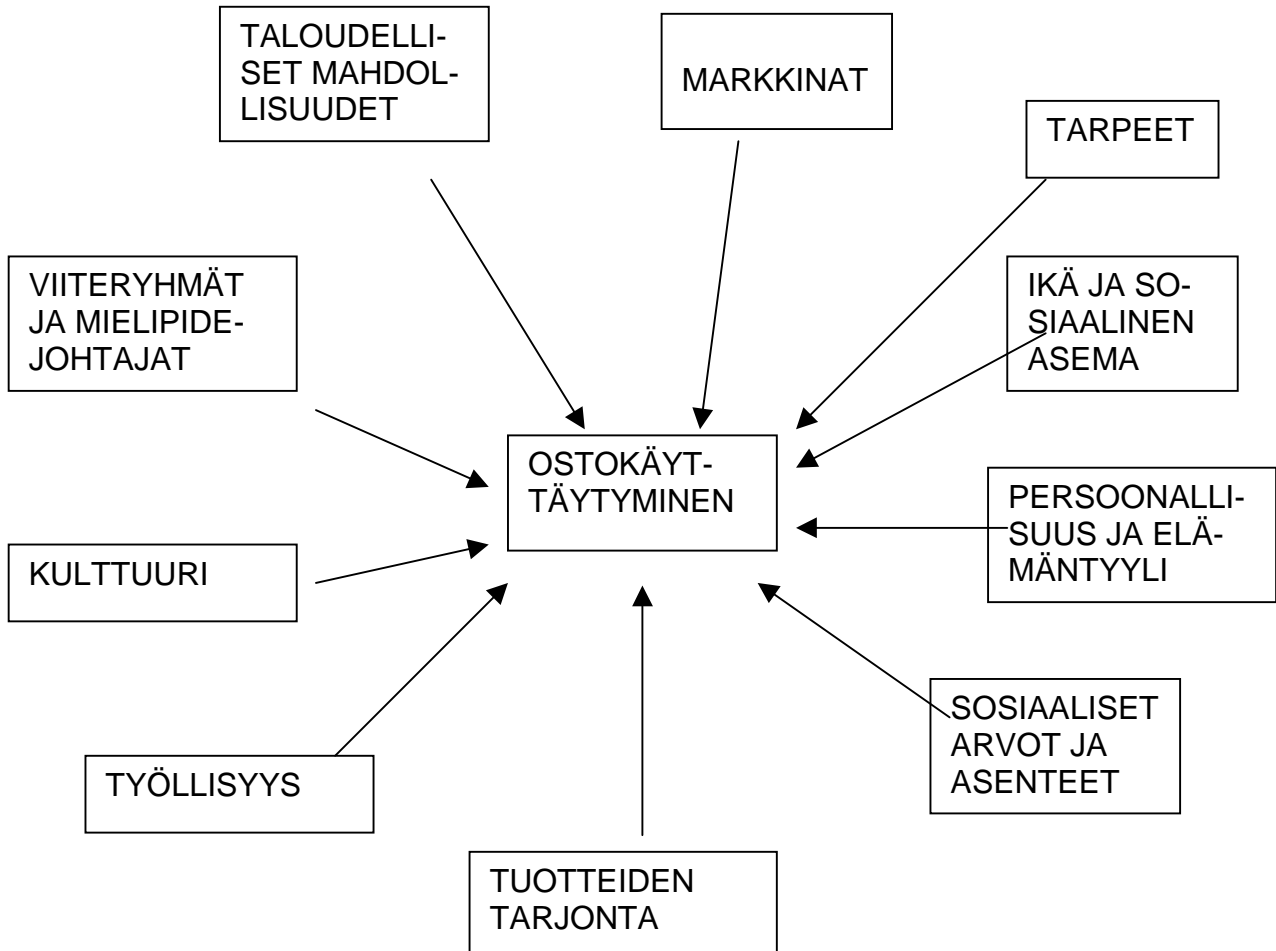 TALOUDELLI-
SET MAHDOL-
LISUUDET
MARKKINAT
TARPEET
VIITERYHMÄT
JA MIELIPIDE-
JOHTAJAT
IKÄ JA SO-
SIAALINEN
ASEMA
OSTOKÄYT-
TÄYTYMINEN
PERSOONALLI-
SUUS JA ELÄ-
MÄNTYYLI
KULTTUURI
SOSIAALISET
ARVOT JA
ASENTEET
TYÖLLISYYS
TUOTTEIDEN
TARJONTA